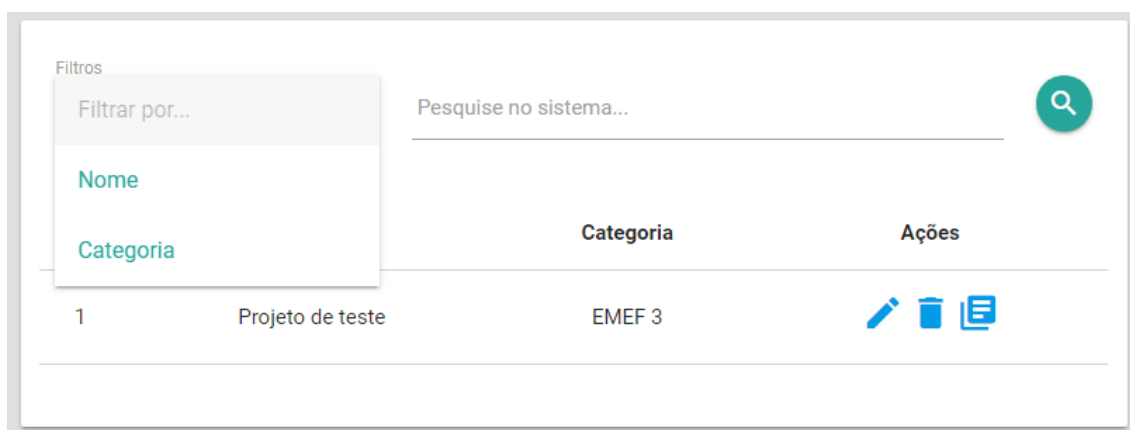 Filtros
Filtrar por...
Pesquise no sistema...
Nome
Categoria
Categoria Ações
1 Projeto de teste EMEF 3